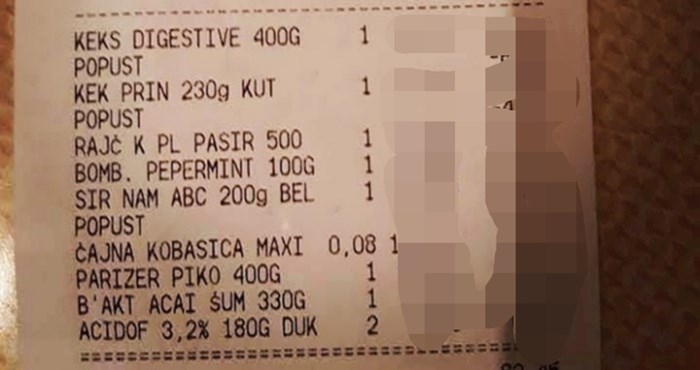 KEKS DIGESTIVE 400G 1
POPUST
KEK PRIN 230g KUT 1
POPUST
RAJČ K PL PASIR 500 1
BOMB. PEPERMINT 100G 1
SIR NAM ABC 200g BEL 1
POPUST
ČAJNA KOBASICA MAXI 0,08 1
PARIZER PIKO 400G 1
B'AKT ACAI ŠUM 330G 1
ACIDOF 3,2% 180G DUK 2